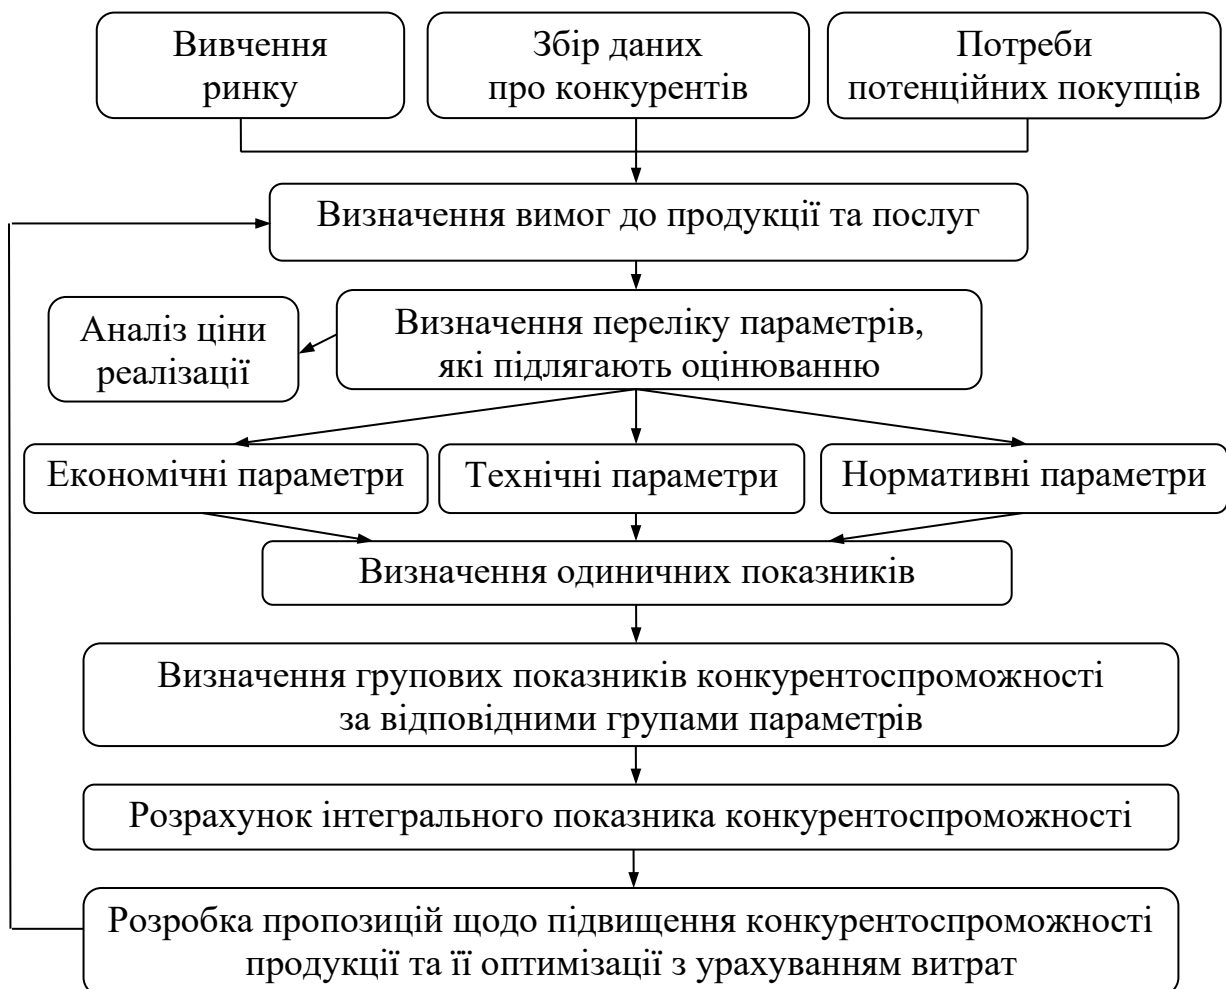 Вивчення
ринку
Збір даних
про конкурентів
Потреби
потенційних покупців
Визначення вимог до продукції та послуг
Аналіз ціни
реалізації
Визначення переліку параметрів,
які підлягають оцінюванню
Економічні параметри
Технічні параметри
Нормативні параметри
Визначення одиничних показників
Визначення групових показників конкурентоспроможності
за відповідними групами параметрів
Розрахунок інтегрального показника конкурентоспроможності
Розробка пропозицій щодо підвищення конкурентоспроможності
продукції та її оптимізації з урахуванням витрат